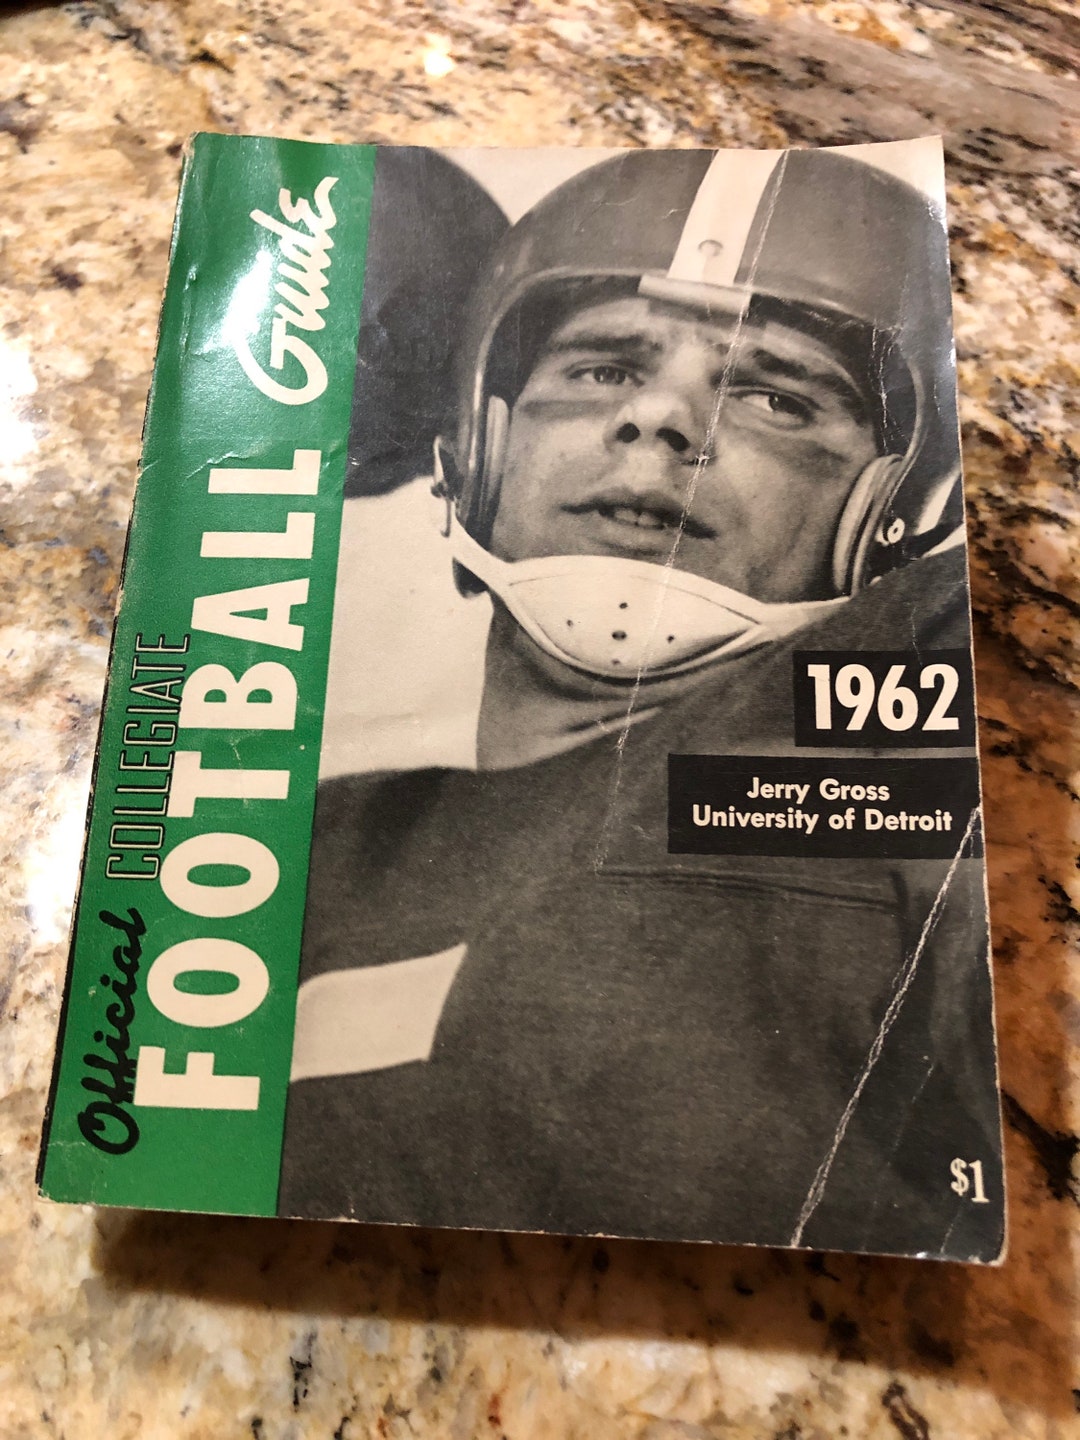 Official COLLEGIATE
FOOTBALL Guide
1962
Jerry Gross
University of Detroit
$1